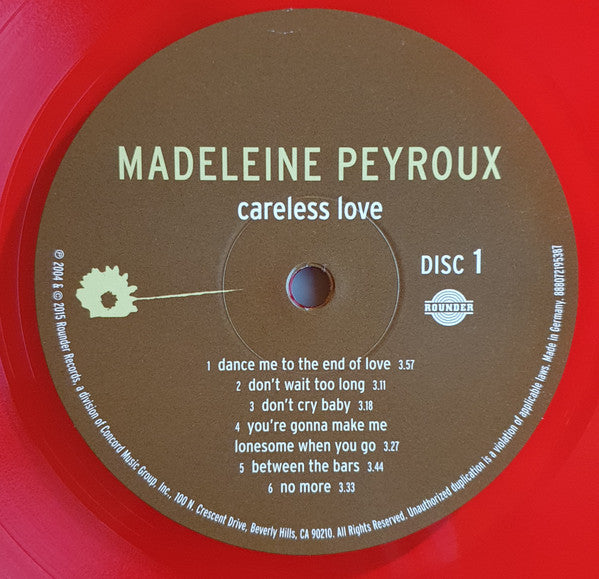 MADELEINE PEYROUX
careless love
DISC 1
ROUNDER
1 dance me to the end of love 3.57
2 don't wait too long 3.11
3 don't cry baby 3.18
4 you're gonna make me
lonesome when you go 3.27
5 between the bars 3.44
6 no more 3.33
℗ 2004 & © 2015 Rounder Records, a division of Concord Music Group, Inc., 100 N. Crescent Drive, Beverly Hills, CA 90210. All Rights Reserved. Unauthorized duplication is a violation of applicable laws. Made in Germany. 888072195387